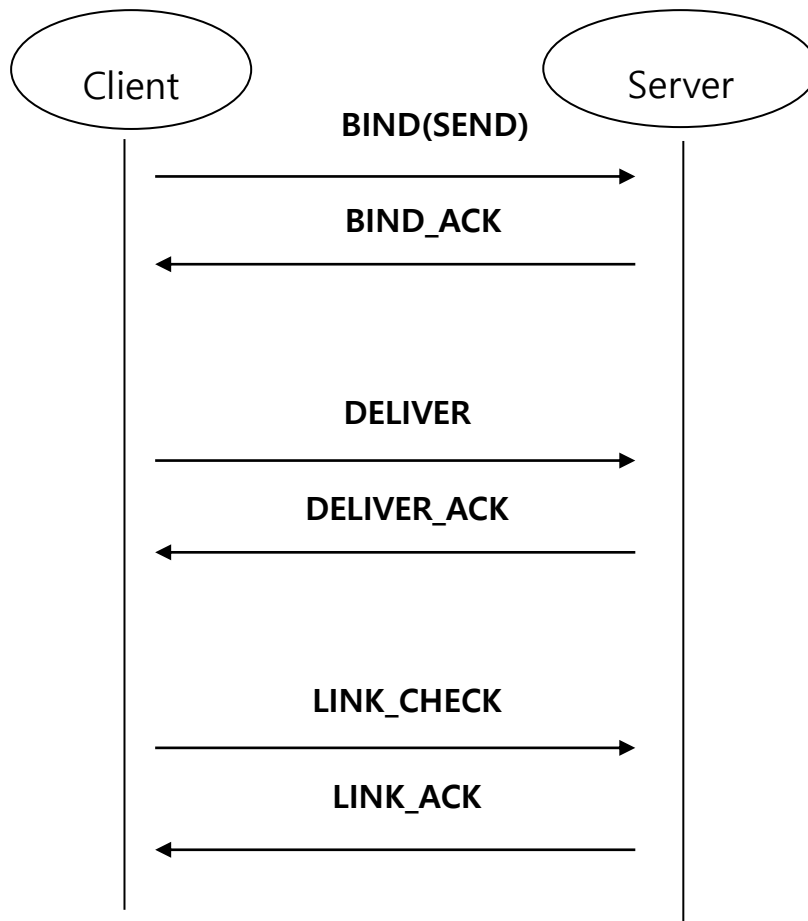 Client
Server
BIND(SEND)
BIND_ACK
DELIVER
DELIVER_ACK
LINK_CHECK
LINK_ACK